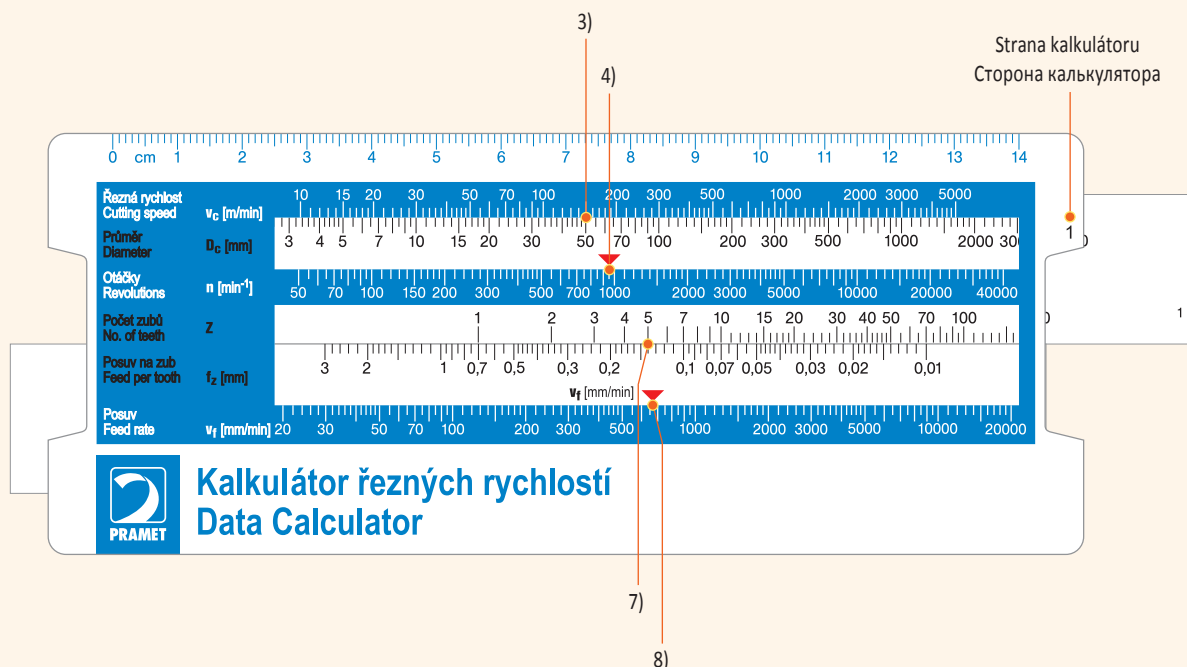 3)
4)
Strana kalkulátoru
Сторона калькулятора
0 cm 1 2 3 4 5 6 7 8 9 10 11 12 13 14
Řezná rychlost
Cutting speed vc [m/min] 10 15 20 30 50 70 100 200 300 500 1000 2000 3000 5000
Průměr
Diameter Dc [mm] 3 4 5 7 10 15 20 30 50 70 100 200 300 500 1000 2000
1
Otáčky
Revolutions n [min-1] 50 70 100 150 200 300 500 700 1000 2000 3000 5000 10000 20000 40000
Počet zubů
No. of teeth Z 1 2 3 4 5 7 10 15 20 30 40 50 70 100
1
Posuv na zub
Feed per tooth fz [mm] 3 2 1 0,7 0,5 0,3 0,2 0,1 0,07 0,05 0,03 0,02 0,01
vf [mm/min]
Posuv
Feed rate vf [mm/min] 20 30 50 70 100 200 300 500 1000 2000 3000 5000 10000 20000
PRAMET
Kalkulátor řezných rychlostí
Data Calculator
7)
8)